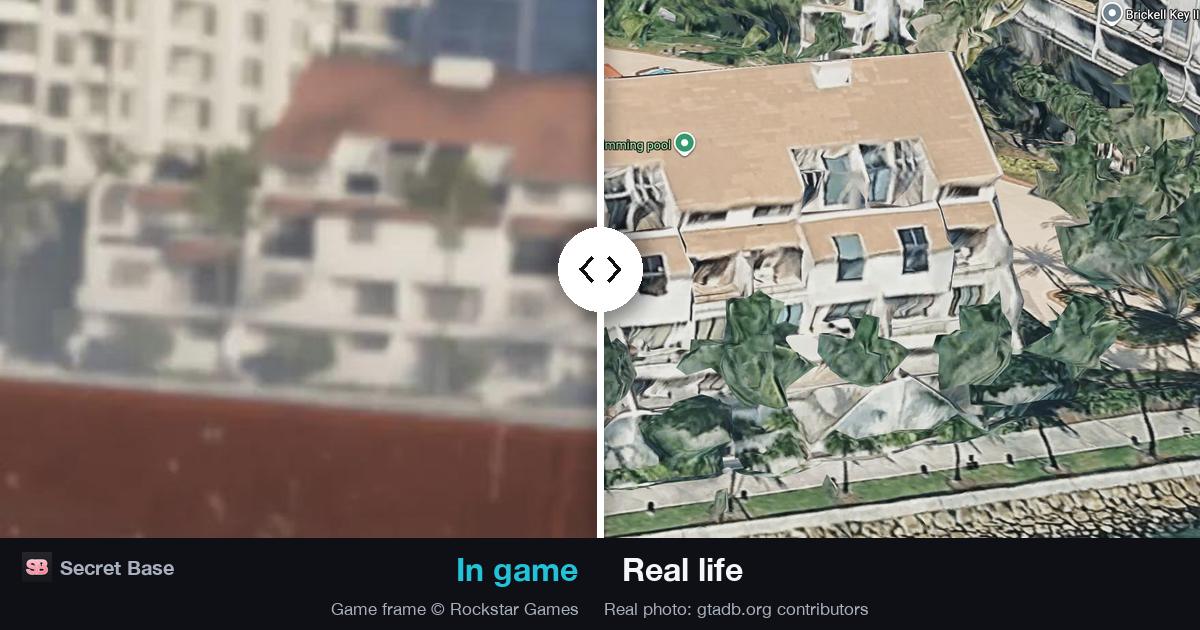 Brickell Key II
mming pool
SB Secret Base
In game
Real life
Game frame © Rockstar Games
Real photo: gtadb.org contributors